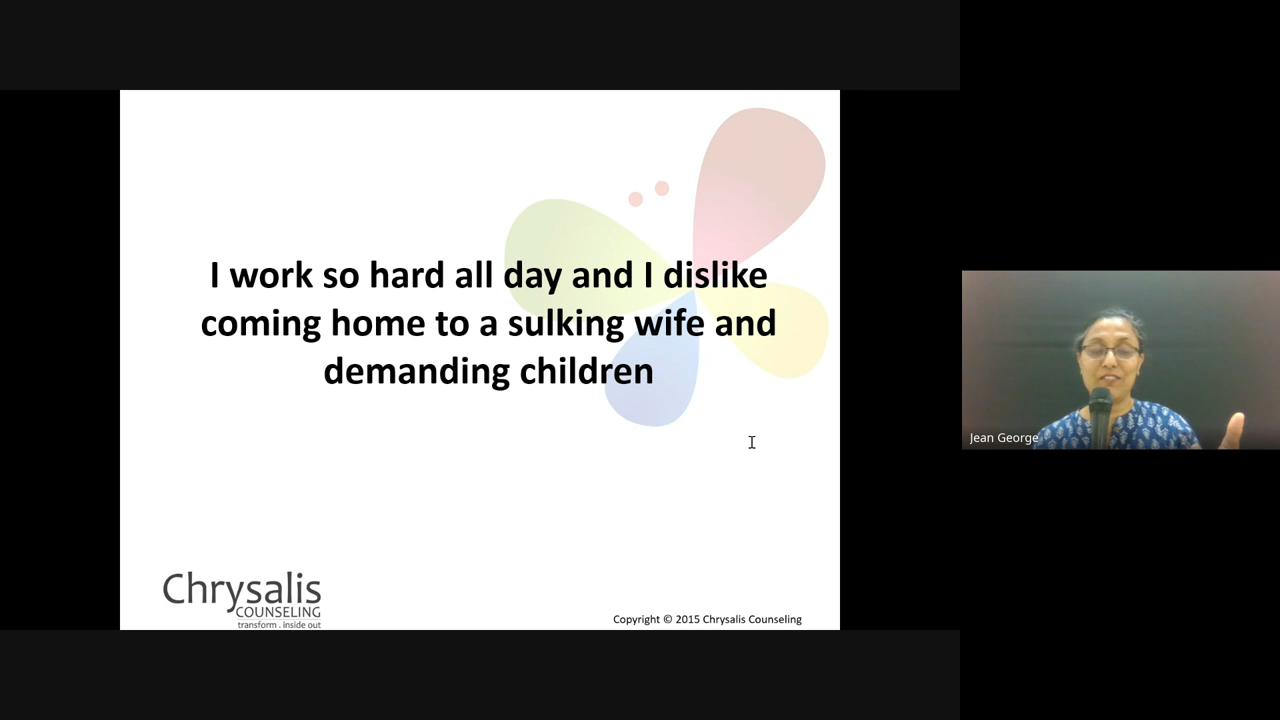 I work so hard all day and I dislike
coming home to a sulking wife and
demanding children
Jean George
Chrysalis
COUNSELING
transform . inside out
Copyright © 2015 Chrysalis Counseling